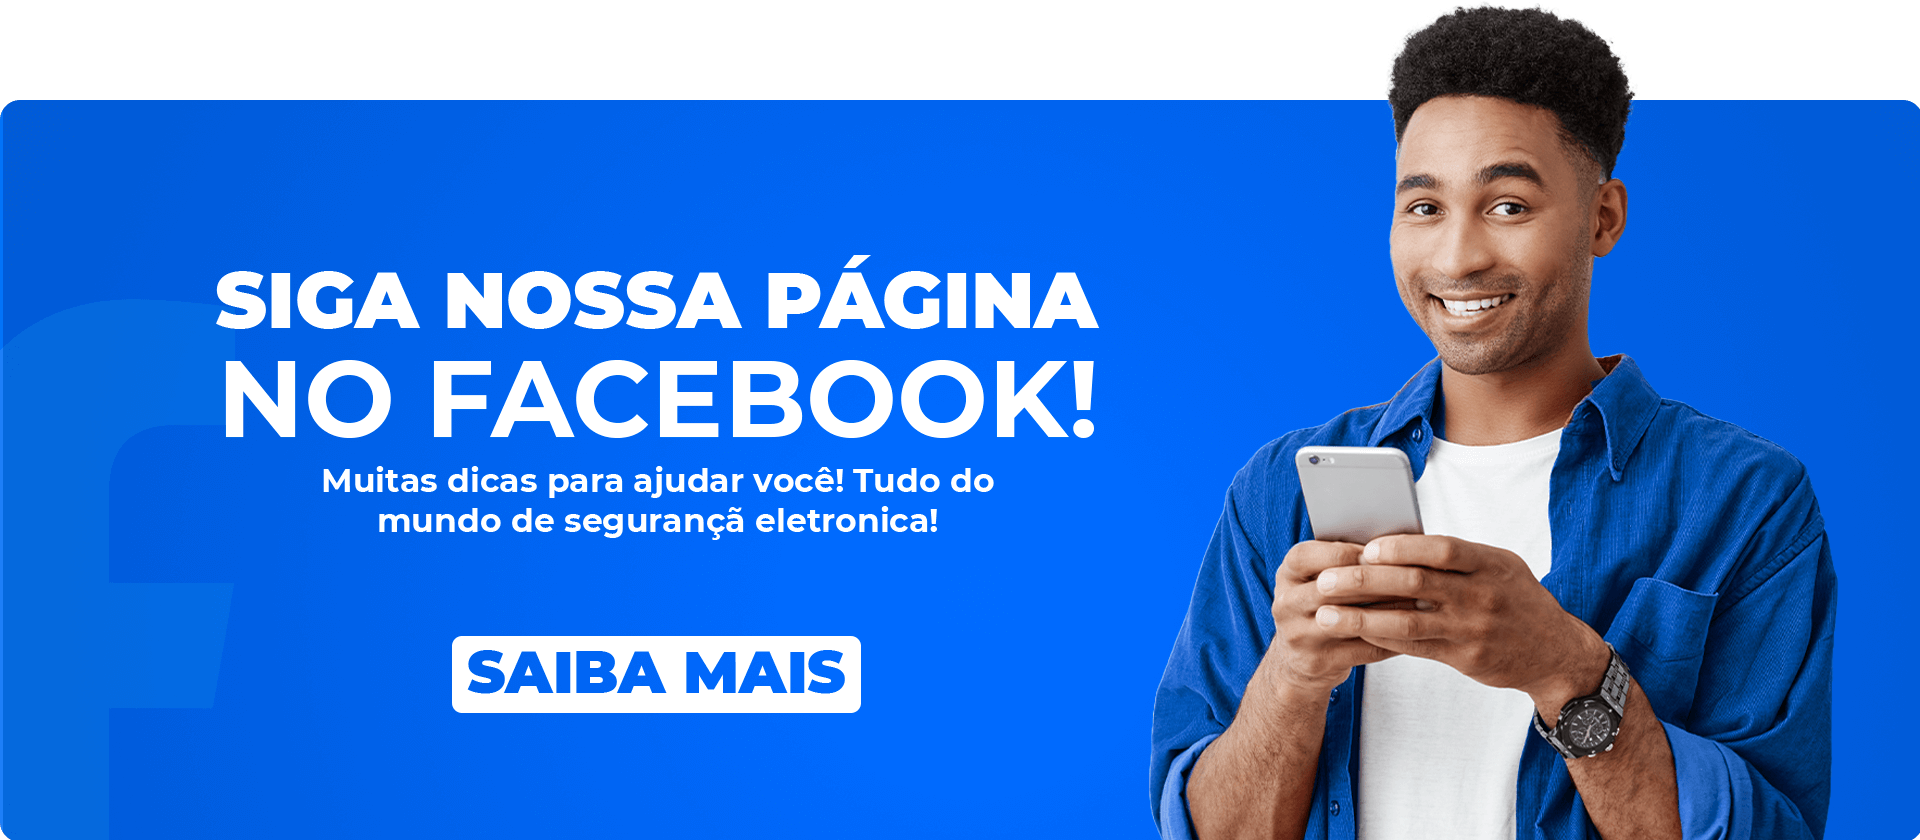 SIGA NOSSA PÁGINA
NO FACEBOOK!
Muitas dicas para ajudar você! Tudo do
mundo de segurançã eletronica!
SAIBA MAIS